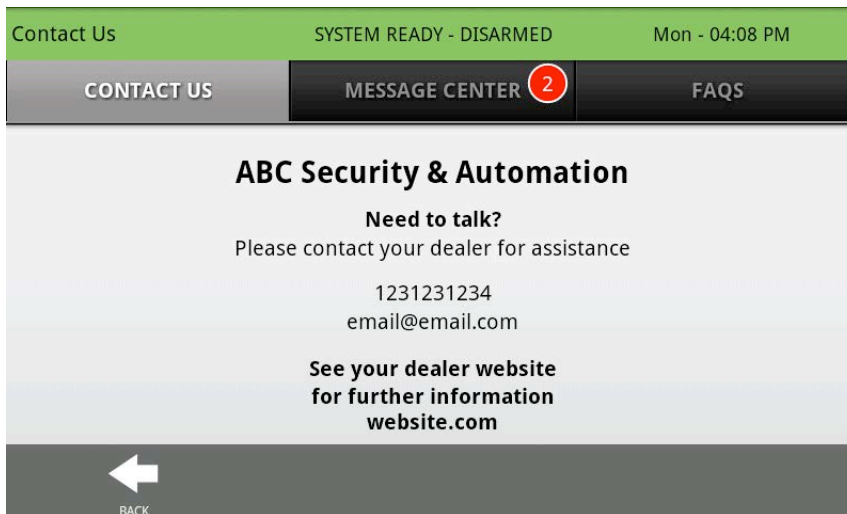 Contact Us SYSTEM READY - DISARMED Mon - 04:08 PM
CONTACT US MESSAGE CENTER 2 FAQS
ABC Security & Automation
Need to talk?
Please contact your dealer for assistance
1231231234
email@email.com
See your dealer website
for further information
website.com
BACK